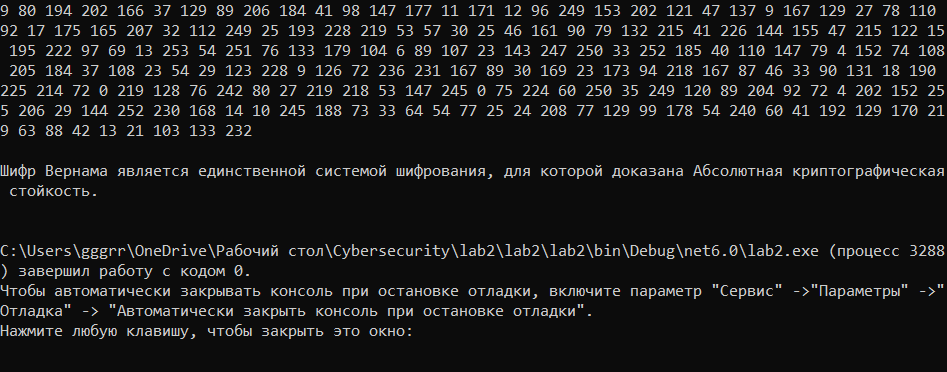 9 80 194 202 166 37 129 89 206 184 41 98 147 177 11 171 12 96 249 153 202 121 47 137 9 167 129 27 78 110
92 17 175 165 207 32 112 249 25 193 228 219 53 57 30 25 46 161 90 79 132 215 41 226 144 155 47 215 122 15
195 222 97 69 13 253 54 251 76 133 179 104 6 89 107 23 143 247 250 33 252 185 40 110 147 79 4 152 74 108
205 184 37 108 23 54 29 123 228 9 126 72 236 231 167 89 30 169 23 173 94 218 167 87 46 33 90 131 18 190
225 214 72 0 219 128 76 242 80 27 219 218 53 147 245 0 75 224 60 250 35 249 120 89 204 92 72 4 202 152 25
5 206 29 144 252 230 168 14 10 245 188 73 33 64 54 77 25 24 208 77 129 99 178 54 240 60 41 192 129 170 21
9 63 88 42 13 21 103 133 232
Шифр Вернама является единственной системой шифрования, для которой доказана Абсолютная криптографическая
стойкость.
C:\Users\gggrr\OneDrive\Рабочий стол\Cybersecurity\lab2\lab2\lab2\bin\Debug\net6.0\lab2.exe (процесс 3288
) завершил работу с кодом 0.
Чтобы автоматически закрывать консоль при остановке отладки, включите параметр "Сервис" ->"Параметры" ->"
Отладка" -> "Автоматически закрыть консоль при остановке отладки".
Нажмите любую клавишу, чтобы закрыть это окно: